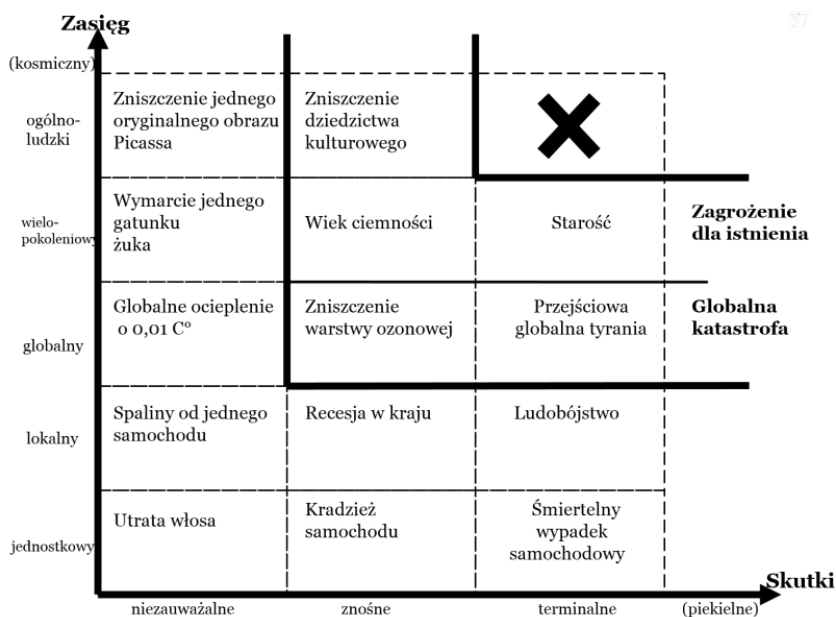 Zasięg
57
(kosmiczny)
ogólno-
ludzki
Zniszczenie jednego
oryginalnego obrazu
Picassa
Zniszczenie
dziedzictwa
kulturowego
wielo-
pokoleniowy
Wymarcie jednego
gatunku
żuka
Wiek ciemności
Starość
Zagrożenie
dla istnienia
globalny
Globalne ocieplenie
o 0,01 Cº
Zniszczenie
warstwy ozonowej
Przejściowa
globalna tyrania
Globalna
katastrofa
lokalny
Spaliny od jednego
samochodu
Recesja w kraju
Ludobójstwo
jednostkowy
Utrata włosa
Kradzież
samochodu
Śmiertelny
wypadek
samochodowy
Skutki
niezauważalne
znośne
terminalne
(piekielne)